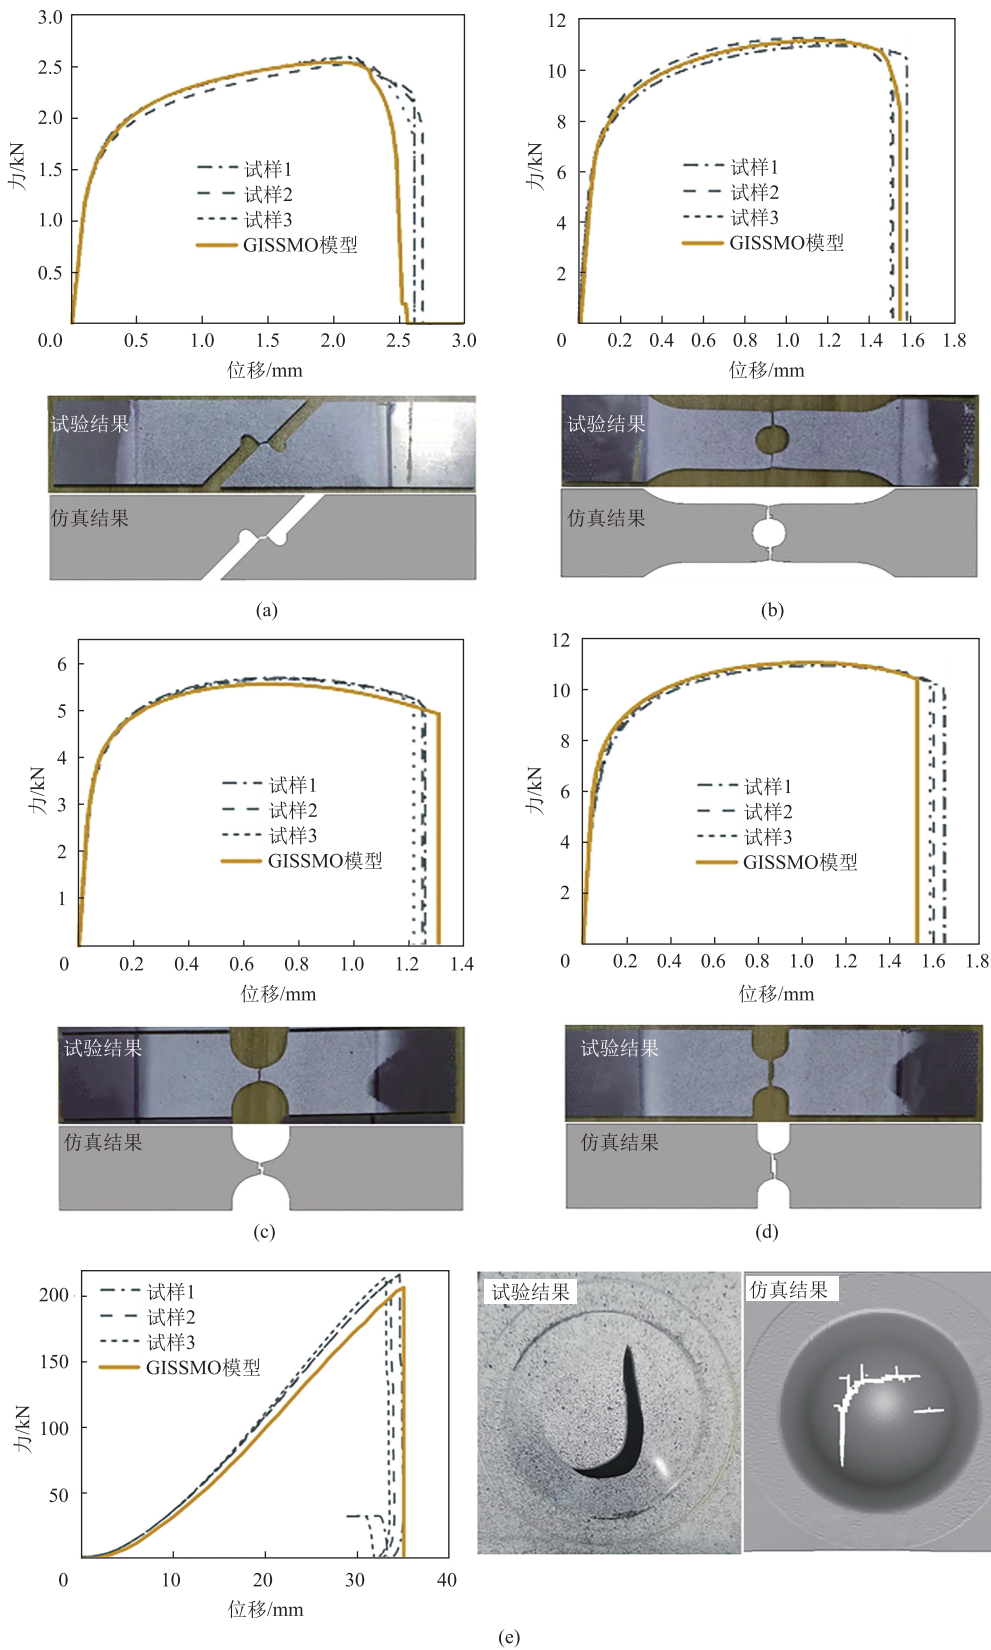 3.0
2.5
2.0
1.5
1.0
0.5
0.0
0.5
1.0
1.5
2.0
2.5
3.0
力/kN
位移/mm
试样1
试样2
试样3
GISSMO模型
12
10
8
6
4
2
0
0.2
0.4
0.6
0.8
1.0
1.2
1.4
1.6
1.8
力/kN
位移/mm
试样1
试样2
试样3
GISSMO模型
试验结果
仿真结果
(a)
试验结果
仿真结果
(b)
6
5
4
3
2
1
0
0.2
0.4
0.6
0.8
1.0
1.2
1.4
力/kN
位移/mm
试样1
试样2
试样3
GISSMO模型
12
10
8
6
4
2
0
0.2
0.4
0.6
0.8
1.0
1.2
1.4
1.6
1.8
力/kN
位移/mm
试样1
试样2
试样3
GISSMO模型
试验结果
仿真结果
(c)
试验结果
仿真结果
(d)
200
150
100
50
0
10
20
30
40
力/kN
位移/mm
试样1
试样2
试样3
GISSMO模型
试验结果
仿真结果
(e)